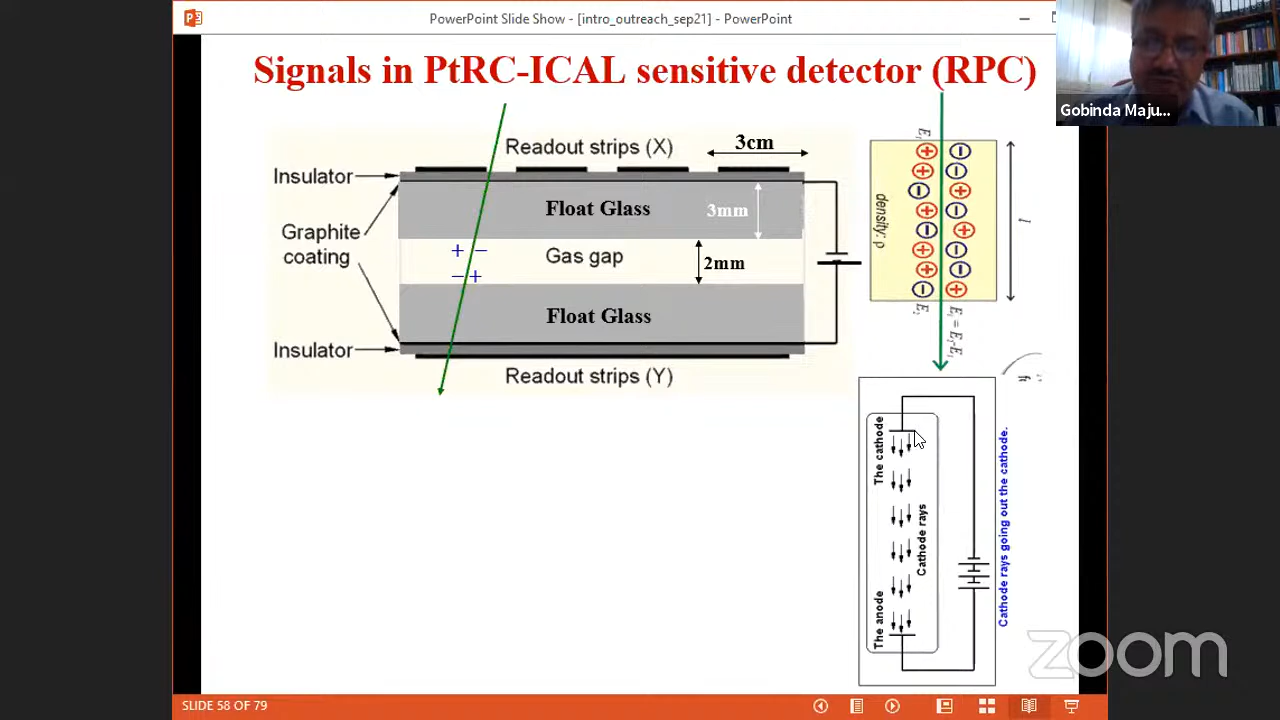 PowerPoint Slide Show - [intro_outreach_sep21] - PowerPoint
Signals in PtRC-ICAL sensitive detector (RPC)
Gobinda Maju...
Readout strips (X)
3cm
Insulator
Float Glass
3mm
Graphite
coating
+ −
Gas gap
2mm
− +
Float Glass
Insulator
Readout strips (Y)
density: ρ
l
The cathode
Cathode rays
The anode
Cathode rays going out the cathode.
zoom
SLIDE 58 OF 79